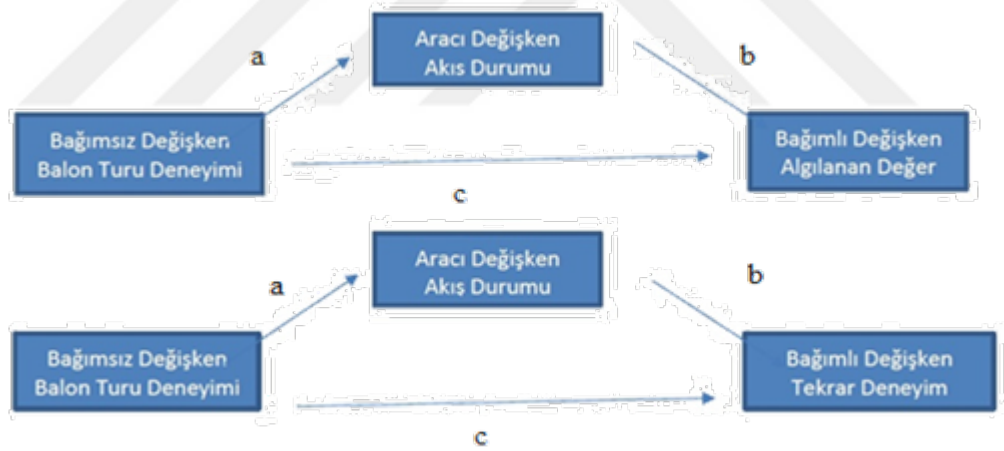 Aracı Değişken
Akıs Durumu
a
b
Bağımsız Değişken
Balon Turu Deneyimi
Bağımlı Değişken
Algılanan Değer
c
Aracı Değişken
Akış Durumu
a
b
Bağımsız Değişken
Balon Turu Deneyimi
Bağımlı Değişken
Tekrar Deneyim
c